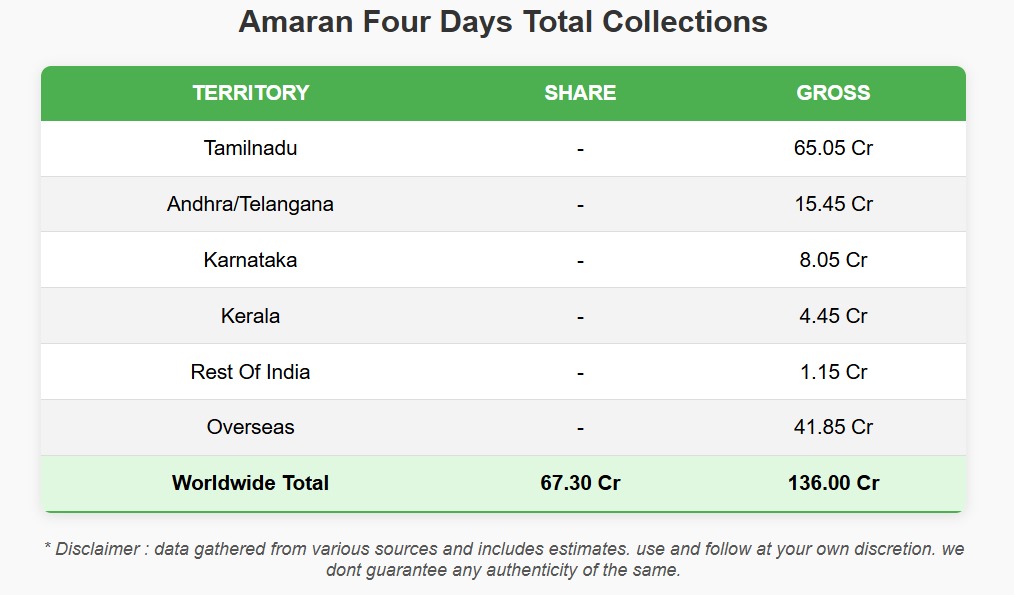 Amaran Four Days Total Collections
TERRITORY SHARE GROSS
Tamilnadu - 65.05 Cr
Andhra/Telangana - 15.45 Cr
Karnataka - 8.05 Cr
Kerala - 4.45 Cr
Rest Of India - 1.15 Cr
Overseas - 41.85 Cr
Worldwide Total 67.30 Cr 136.00 Cr
* Disclaimer : data gathered from various sources and includes estimates. use and follow at your own discretion. we
dont guarantee any authenticity of the same.